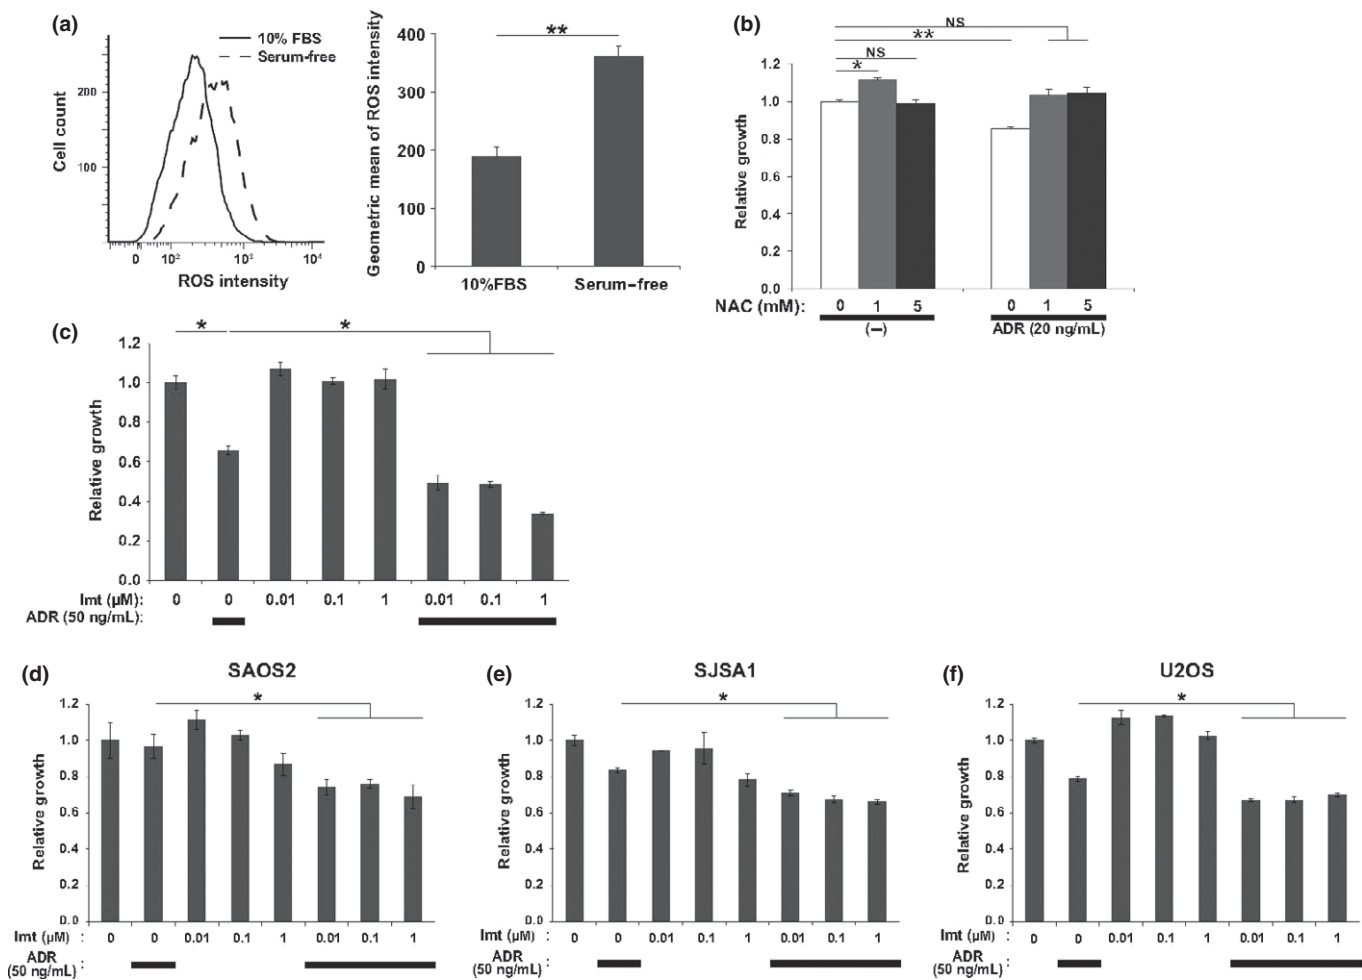 (a)
10% FBS
Serum-free
Cell count
200
100
0 10² 10³ 10⁴
ROS intensity
**
Geometric mean of ROS intensity
400
300
200
100
0
10%FBS Serum-free
(b)
NS
**
NS
*
Relative growth
1.2
1.0
0.8
0.6
0.4
0.2
0.0
NAC (mM): 0 1 5 0 1 5
(−) ADR (20 ng/mL)
(c)
* *
Relative growth
1.2
1.0
0.8
0.6
0.4
0.2
0.0
Imt (µM): 0 0 0.01 0.1 1 0.01 0.1 1
ADR (50 ng/mL):
(d)
SAOS2
*
Relative growth
1.2
1.0
0.8
0.6
0.4
0.2
0.0
Imt (µM) : 0 0 0.01 0.1 1 0.01 0.1 1
ADR :
(50 ng/mL)
(e)
SJSA1
*
Relative growth
1.2
1.0
0.8
0.6
0.4
0.2
0.0
Imt (µM) : 0 0 0.01 0.1 1 0.01 0.1 1
ADR :
(50 ng/mL)
(f)
U2OS
*
Relative growth
1.2
1.0
0.8
0.6
0.4
0.2
0.0
Imt (µM) : 0 0 0.01 0.1 1 0.01 0.1 1
ADR :
(50 ng/mL)